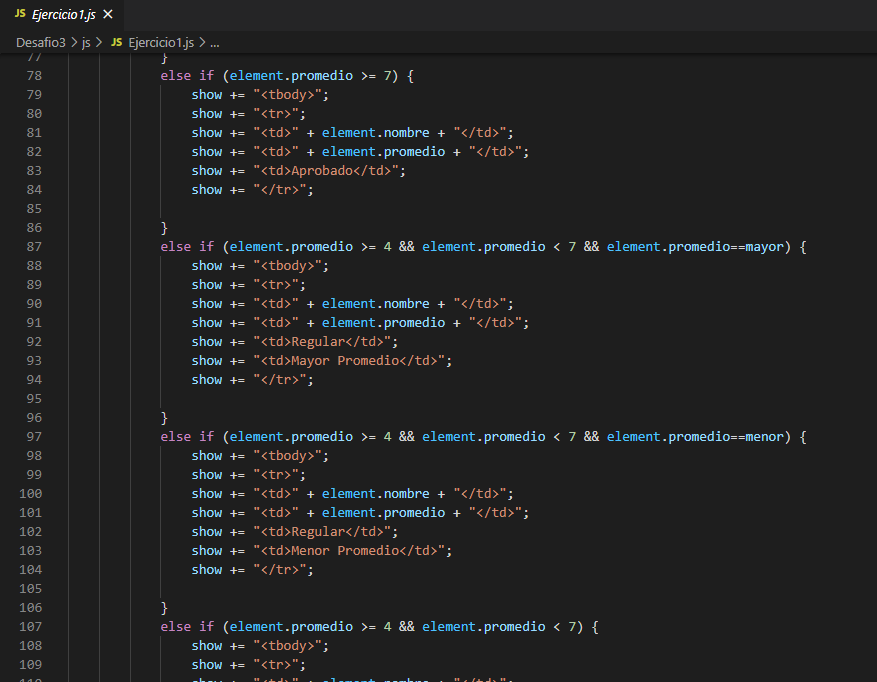 JS Ejercicio1.js ×
Desafio3 > js > JS Ejercicio1.js > ...
77 }
78 else if (element.promedio >= 7) {
79 show += "<tbody>";
80 show += "<tr>";
81 show += "<td>" + element.nombre + "</td>";
82 show += "<td>" + element.promedio + "</td>";
83 show += "<td>Aprobado</td>";
84 show += "</tr>";
85
86 }
87 else if (element.promedio >= 4 && element.promedio < 7 && element.promedio==mayor) {
88 show += "<tbody>";
89 show += "<tr>";
90 show += "<td>" + element.nombre + "</td>";
91 show += "<td>" + element.promedio + "</td>";
92 show += "<td>Regular</td>";
93 show += "<td>Mayor Promedio</td>";
94 show += "</tr>";
95
96 }
97 else if (element.promedio >= 4 && element.promedio < 7 && element.promedio==menor) {
98 show += "<tbody>";
99 show += "<tr>";
100 show += "<td>" + element.nombre + "</td>";
101 show += "<td>" + element.promedio + "</td>";
102 show += "<td>Regular</td>";
103 show += "<td>Menor Promedio</td>";
104 show += "</tr>";
105
106 }
107 else if (element.promedio >= 4 && element.promedio < 7) {
108 show += "<tbody>";
109 show += "<tr>";